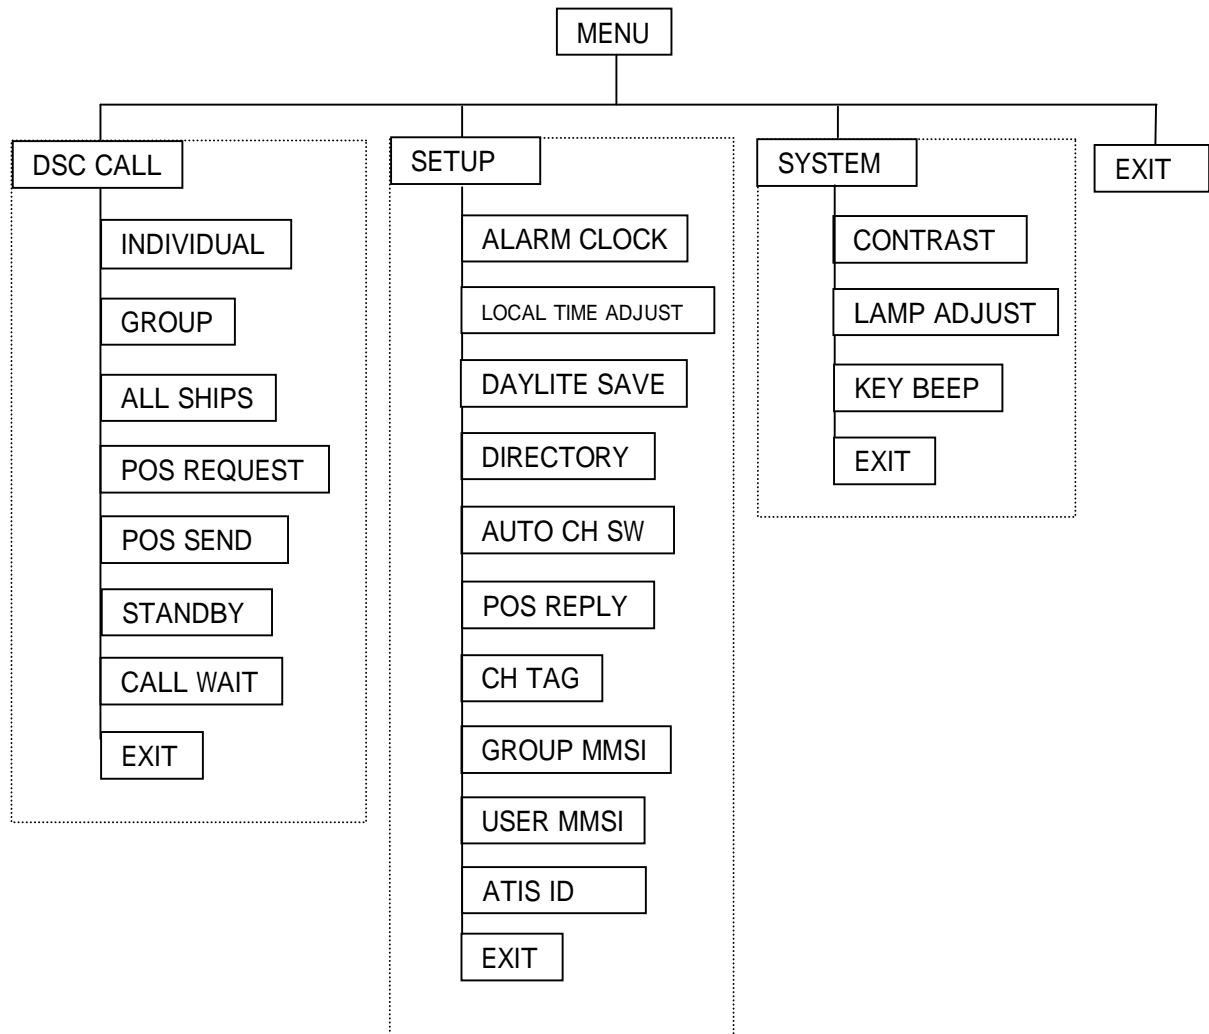 MENU
DSC CALL
INDIVIDUAL
GROUP
ALL SHIPS
POS REQUEST
POS SEND
STANDBY
CALL WAIT
EXIT
SETUP
ALARM CLOCK
LOCAL TIME ADJUST
DAYLITE SAVE
DIRECTORY
AUTO CH SW
POS REPLY
CH TAG
GROUP MMSI
USER MMSI
ATIS ID
EXIT
SYSTEM
CONTRAST
LAMP ADJUST
KEY BEEP
EXIT
EXIT